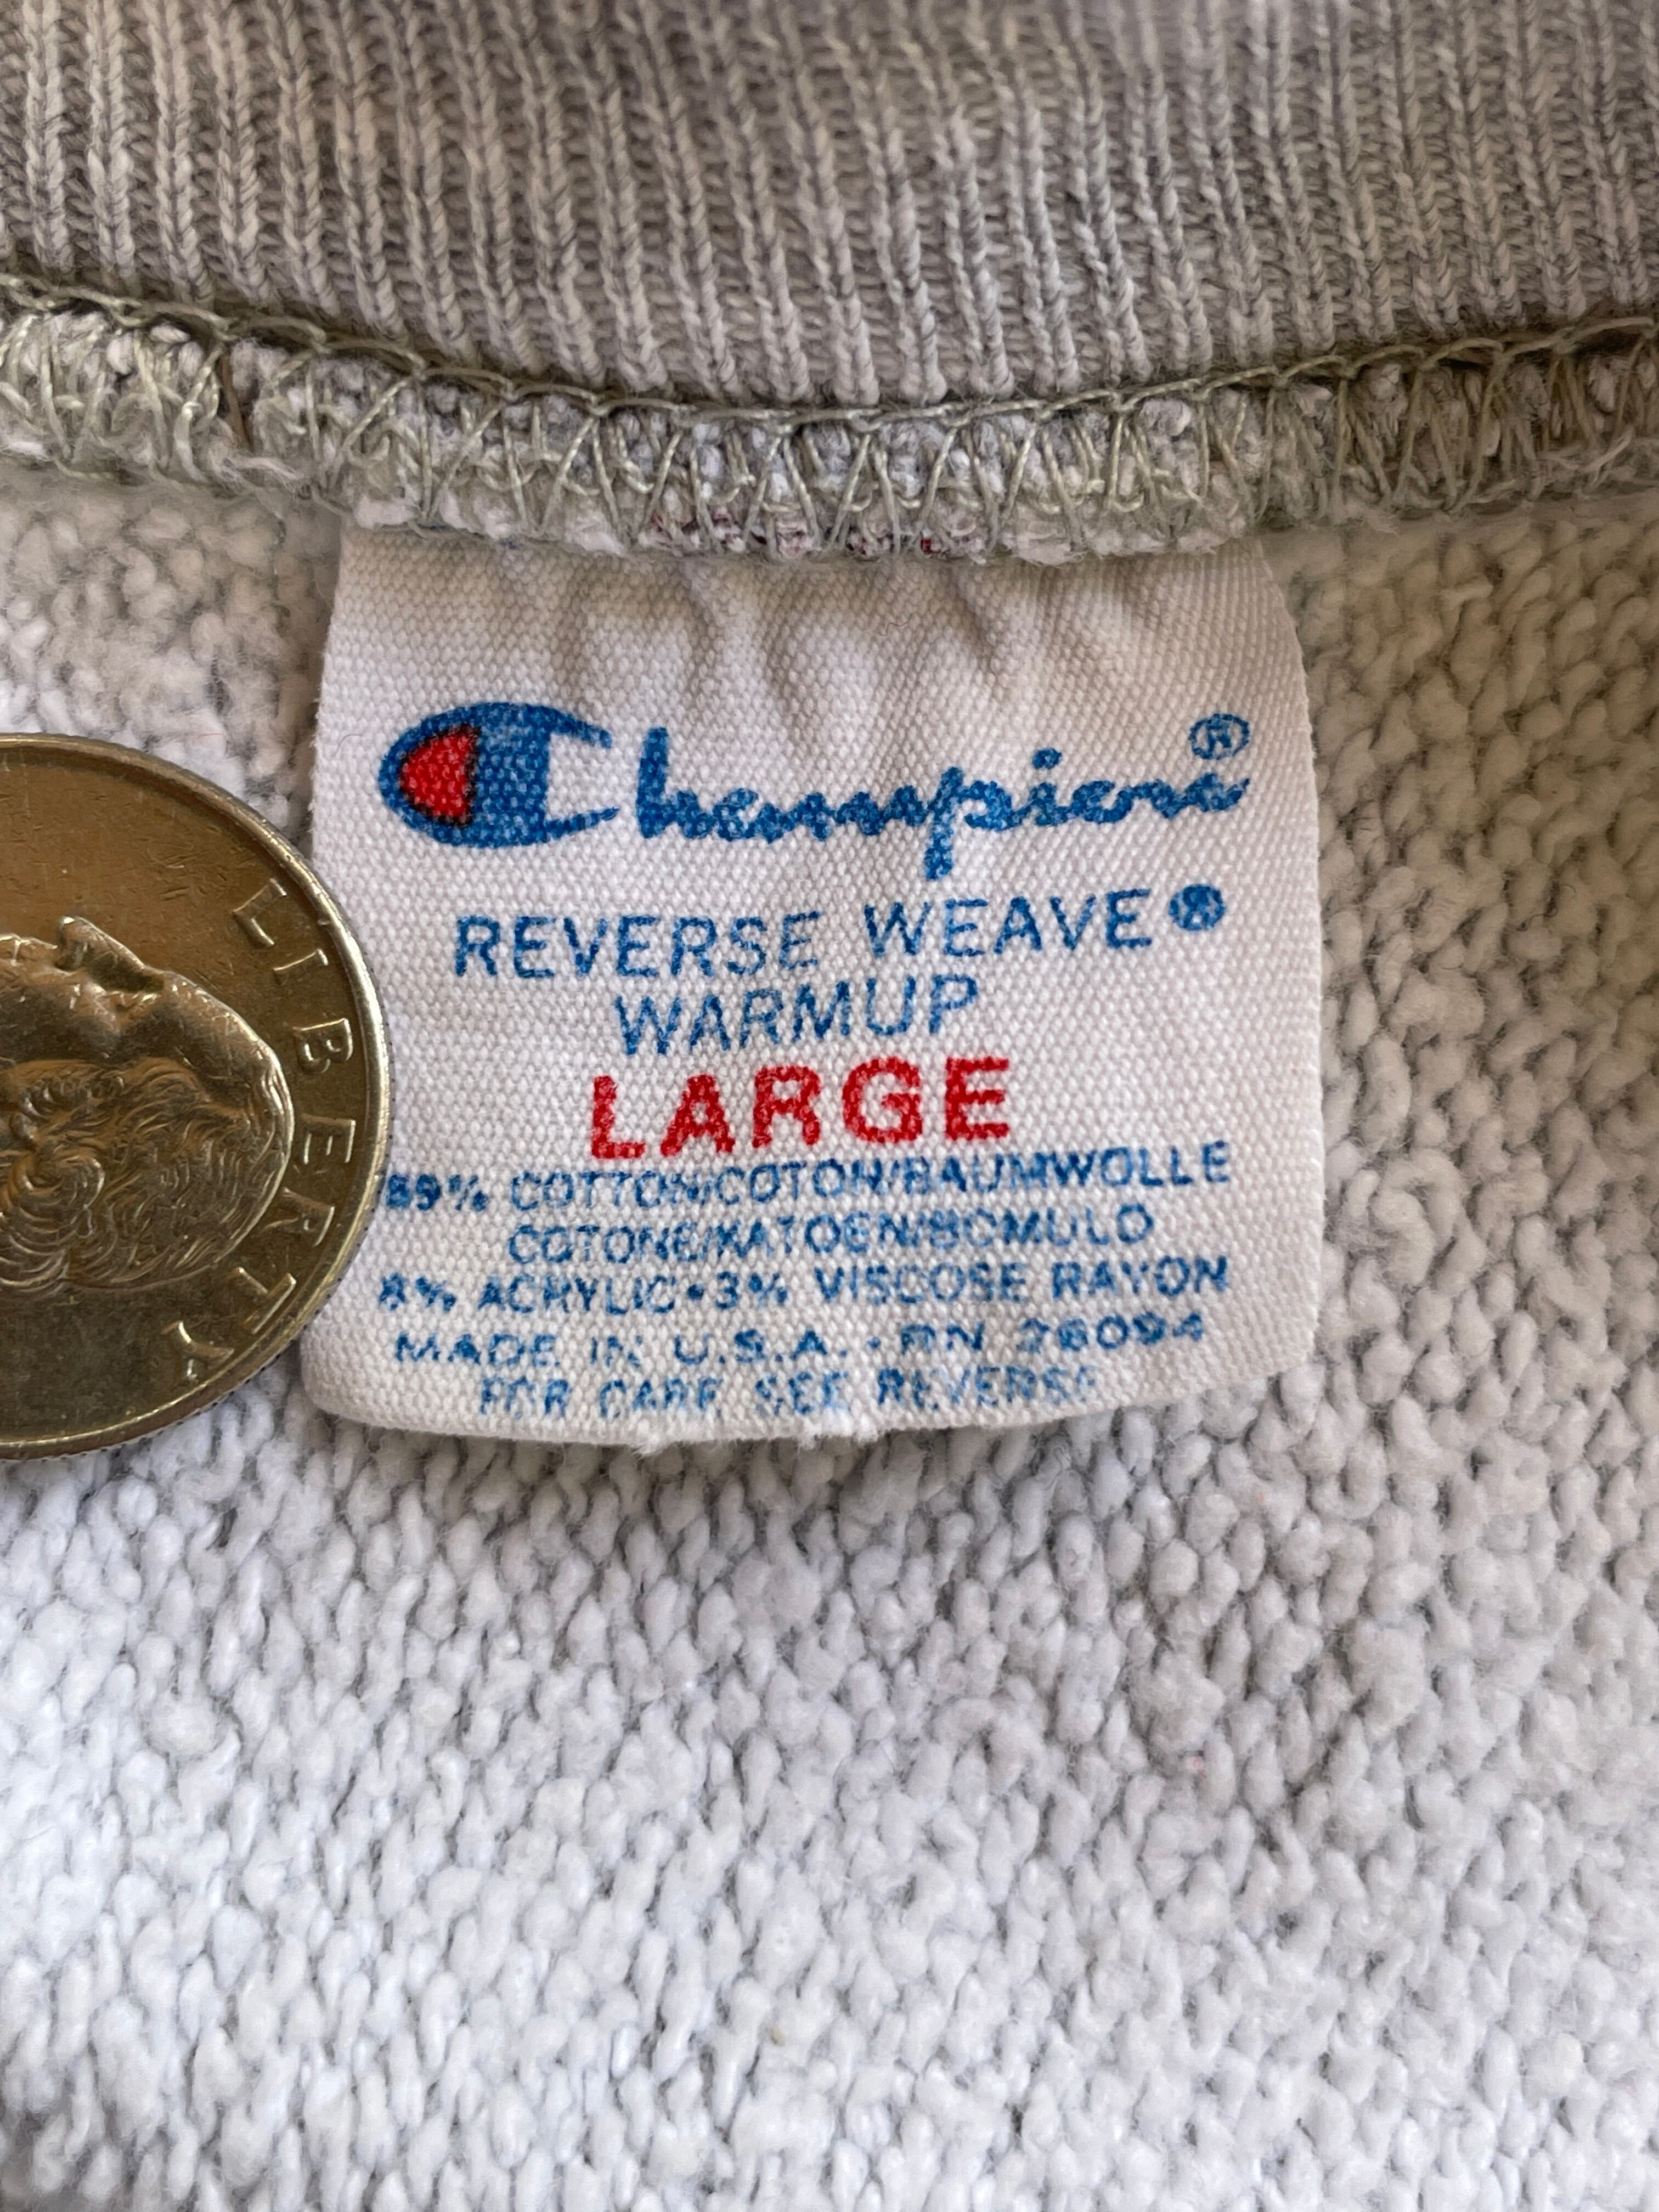 LIBERTY
Champion®
REVERSE WEAVE®
WARMUP
LARGE
89% COTTON/COTON/BAUMWOLLE
COTONE/KATOEN/BOMULD
8% ACRYLIC•3% VISCOSE RAYON
MADE IN U.S.A. • RN 26094
FOR CARE SEE REVERSE